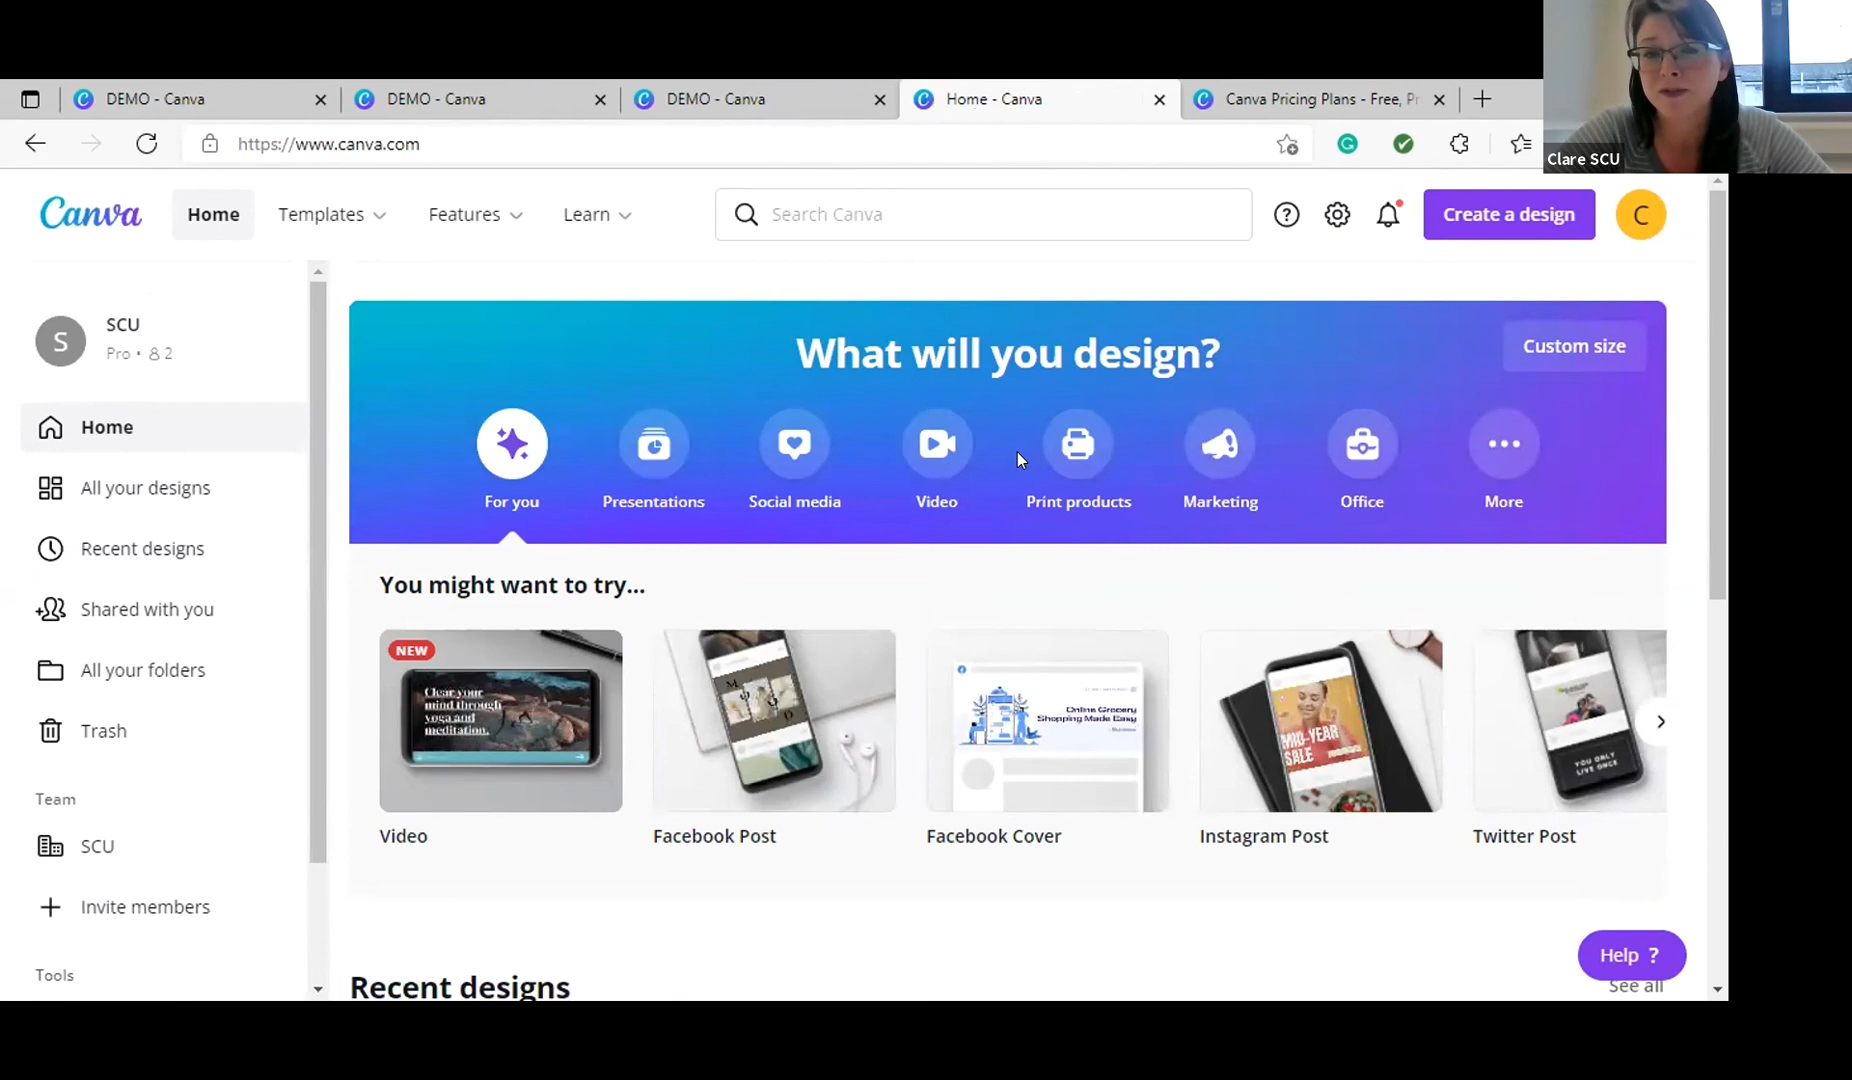 DEMO - Canva
DEMO - Canva
DEMO - Canva
Home - Canva
Canva Pricing Plans - Free, Pr
https://www.canva.com
Clare SCU
Canva
Home
Templates
Features
Learn
Search Canva
Create a design
C
S
SCU
Pro • 2
Home
All your designs
Recent designs
Shared with you
All your folders
Trash
Team
SCU
Invite members
Tools
What will you design?
Custom size
For you
Presentations
Social media
Video
Print products
Marketing
Office
More
You might want to try...
NEW
Clear your
mind through
yoga and
meditation.
Online Grocery
Shopping Made Easy
MID-YEAR
SALE
YOU ONLY
LIVE ONCE
Video
Facebook Post
Facebook Cover
Instagram Post
Twitter Post
Help ?
Recent designs
See all